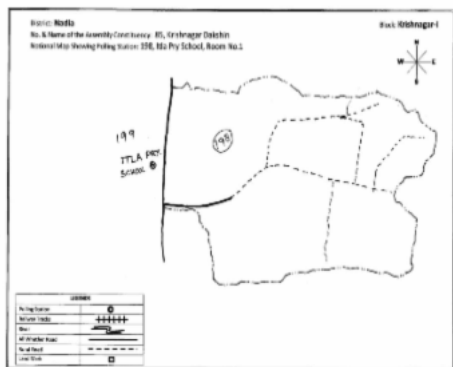 District: Nadia
Block: Krishnagar-I
No. & Name of the Assembly Constituency: 85, Krishnagar Dakshin
Notional Map Showing Polling Station: 198, Itla Pry School, Room No.1
N
W E
S
199
198
ITLA PRY.
SCHOOL
LEGENDS
Polling Station
Railway Tracks
River
All Weather Road
Rural Road
Land Mark